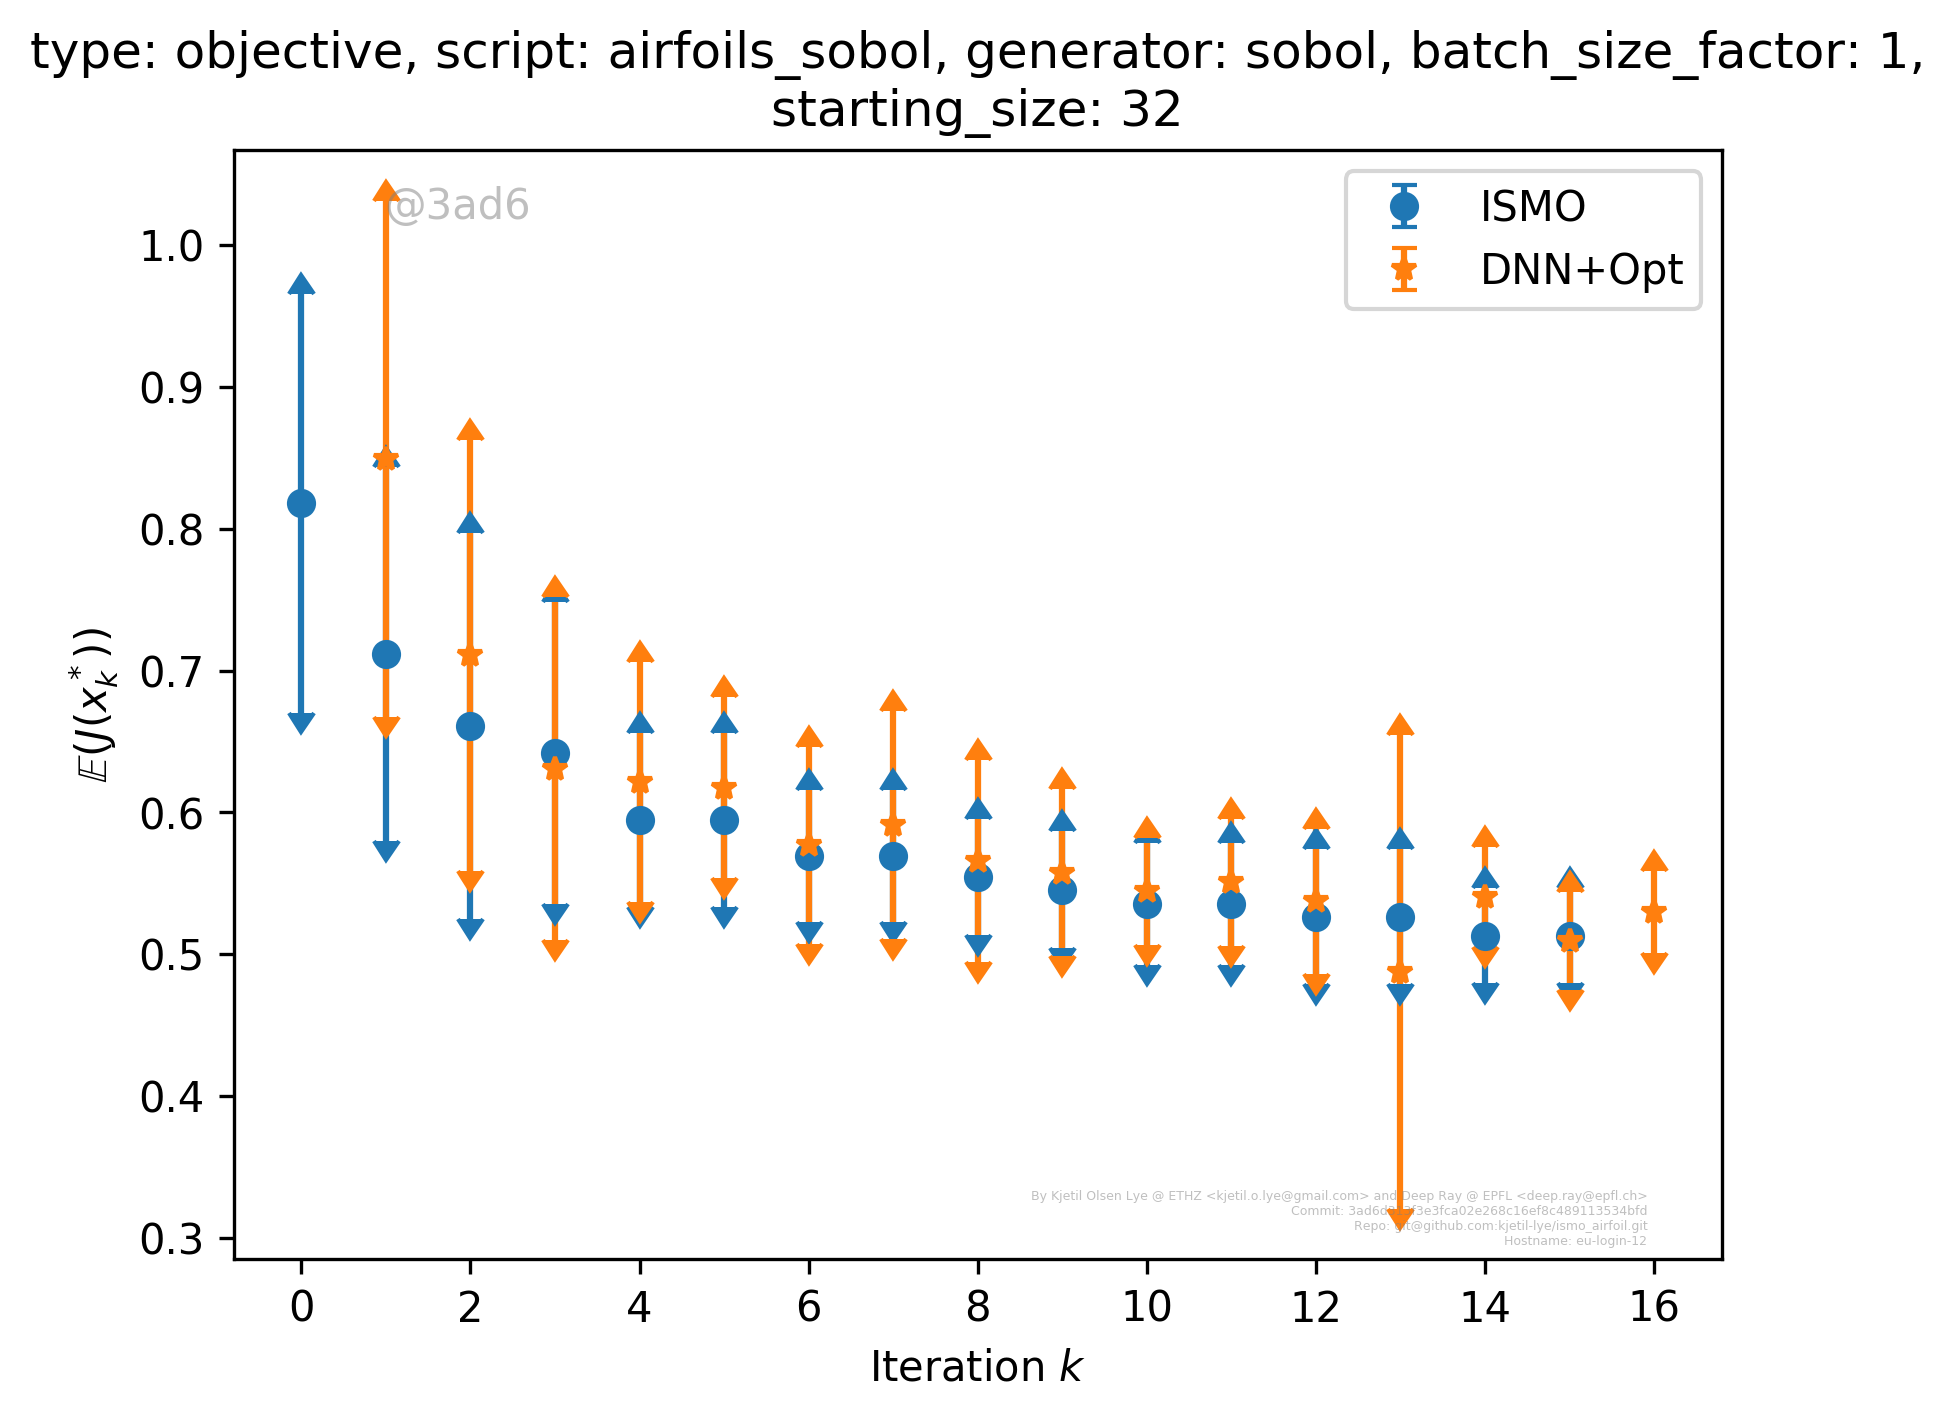 type: objective, script: airfoils_sobol, generator: sobol, batch_size_factor: 1,
starting_size: 32
@3ad6
ISMO
DNN+Opt
1.0
0.9
0.8
0.7
0.6
0.5
0.4
0.3
𝔼(J(x*k))
By Kjetil Olsen Lye @ ETHZ <kjetil.o.lye@gmail.com> and Deep Ray @ EPFL <deep.ray@epfl.ch>
Commit:
Repo: git@github.com:kjetil-lye/ismo_airfoil.git
Hostname: eu-login-12
0 2 4 6 8 10 12 14 16
Iteration k